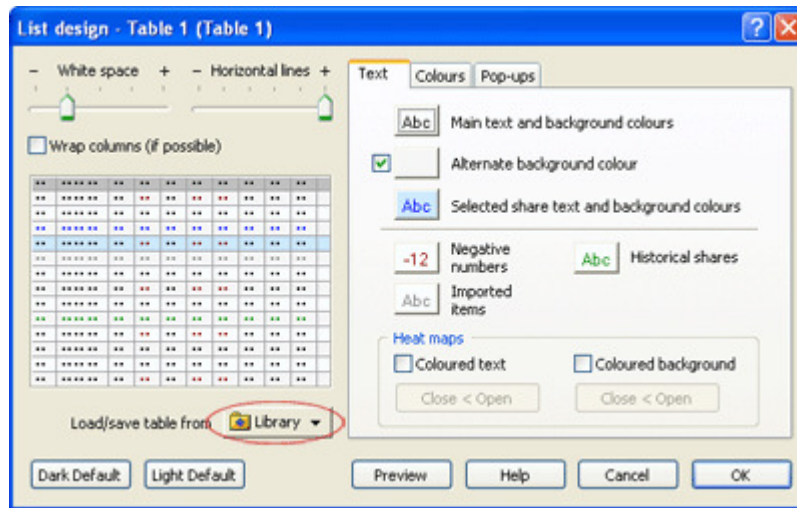 List design - Table 1 (Table 1)
- White space + - Horizontal lines +
Wrap columns (if possible)
Load/save table from Library
Dark Default Light Default
Text Colours Pop-ups
Abc Main text and background colours
Alternate background colour
Abc Selected share text and background colours
-12 Negative numbers
Abc Historical shares
Abc Imported items
Heat maps
Coloured text Coloured background
Close < Open Close < Open
Preview Help Cancel OK